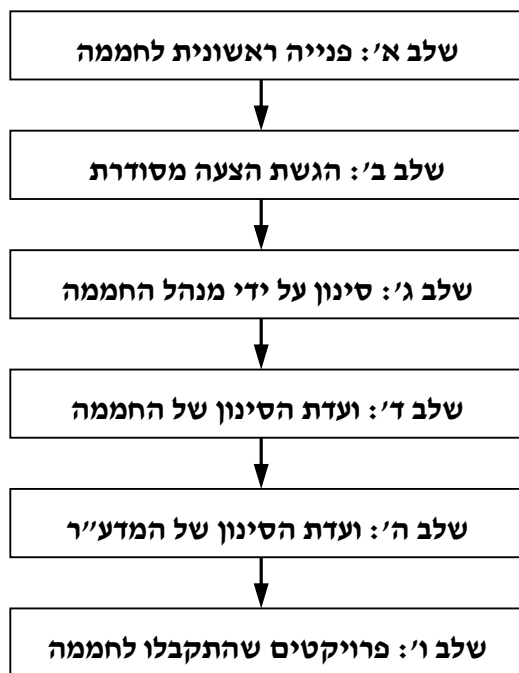 שלב א': פנייה ראשונית לחממה
שלב ב': הגשת הצעה מסודרת
שלב ג': סינון על ידי מנהל החממה
שלב ד': ועדת הסינון של החממה
שלב ה': ועדת הסינון של המדע"ר
שלב ו': פרויקטים שהתקבלו לחממה